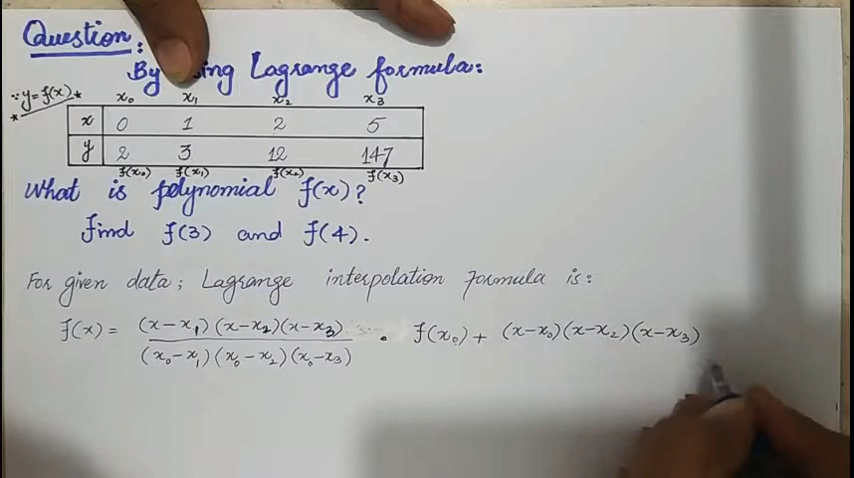 Question:
By using Lagrange formula:
∵ y = f(x)
x₀ x₁ x₂ x₃
x 0 1 2 5
y 2 3 12 147
f(x₀) f(x₁) f(x₂) f(x₃)
What is polynomial f(x)?
find f(3) and f(4).
For given data; Lagrange interpolation formula is:
f(x) = (x-x₁)(x-x₂)(x-x₃) . f(x₀) + (x-x₀)(x-x₂)(x-x₃)
(x₀-x₁)(x₀-x₂)(x₀-x₃)